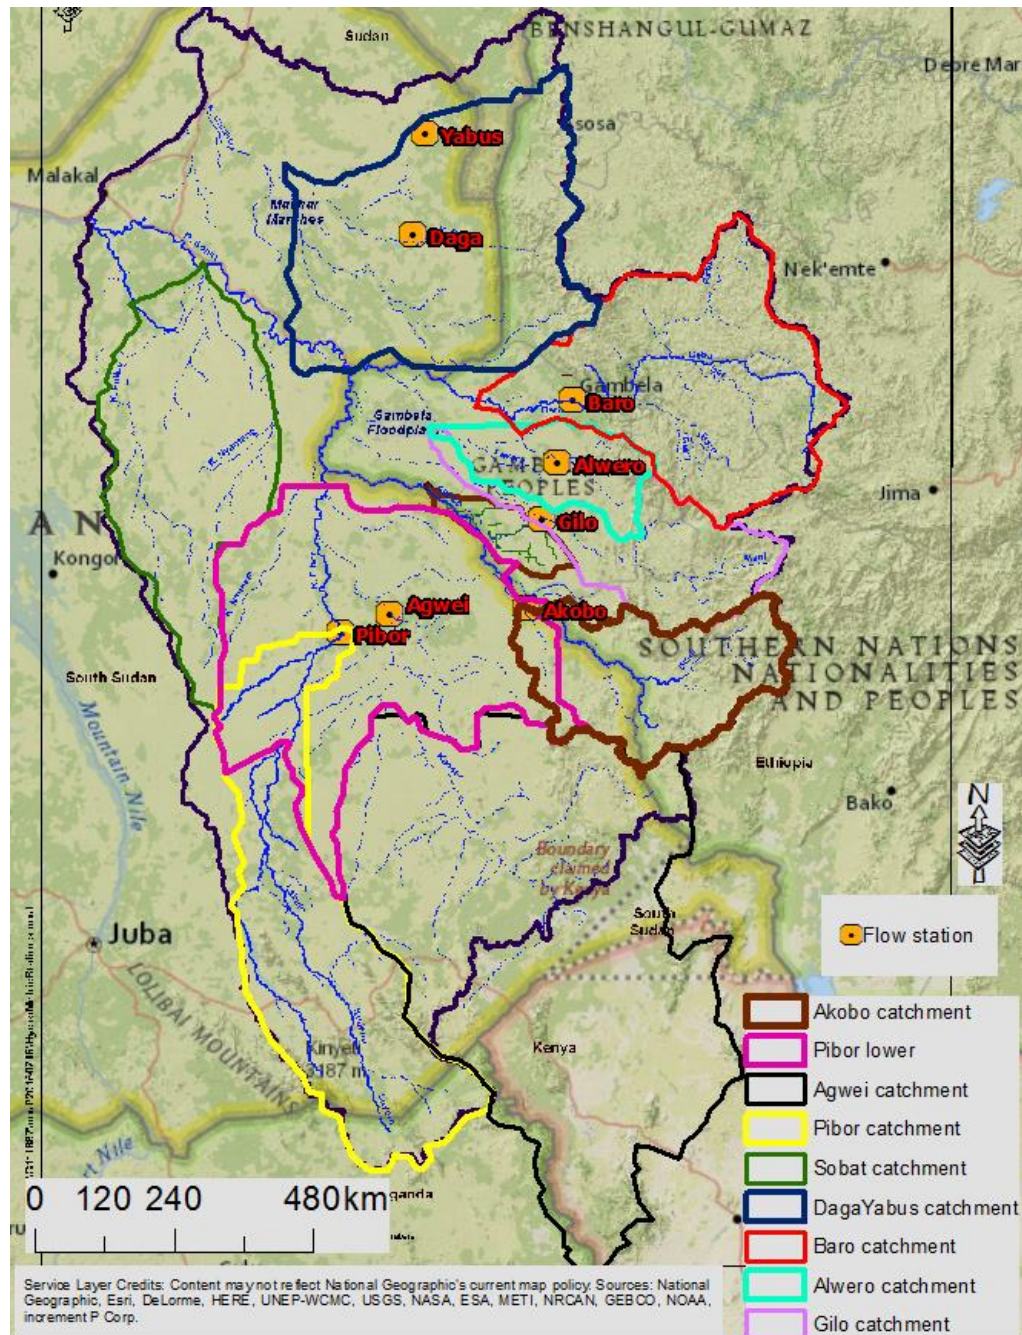 Sudan
BENSHANGUL-GUMAZ
Debre Mar
sosa
Yabus
Malakal
Machar
Marshes
Daga
Nek'emte
Gambela
Baro
Gambela
Floodplain
Alwero
GAMBELA
PEOPLES
Jima
Gilo
A N
Kongor
Agwei
Akobo
Pibor
SOUTHERN NATIONS
NATIONALITIES
AND PEOPLES
South Sudan
Mountain Nile
Ethiopia
N
Bako
Boundary
claimed
by Kenya
South
Sudan
Flow station
Juba
LOLIBAI MOUNTAINS
Kinyeti
3187 m
Kenya
Akobo catchment
Pibor lower
Agwei catchment
Pibor catchment
Sobat catchment
DagaYabus catchment
Baro catchment
Alwero catchment
Gilo catchment
Nile
ganda
0 120 240 480km
Service Layer Credits: Content may not reflect National Geographic's current map policy. Sources: National
Geographic, Esri, DeLorme, HERE, UNEP-WCMC, USGS, NASA, ESA, METI, NRCAN, GEBCO, NOAA,
increment P Corp.